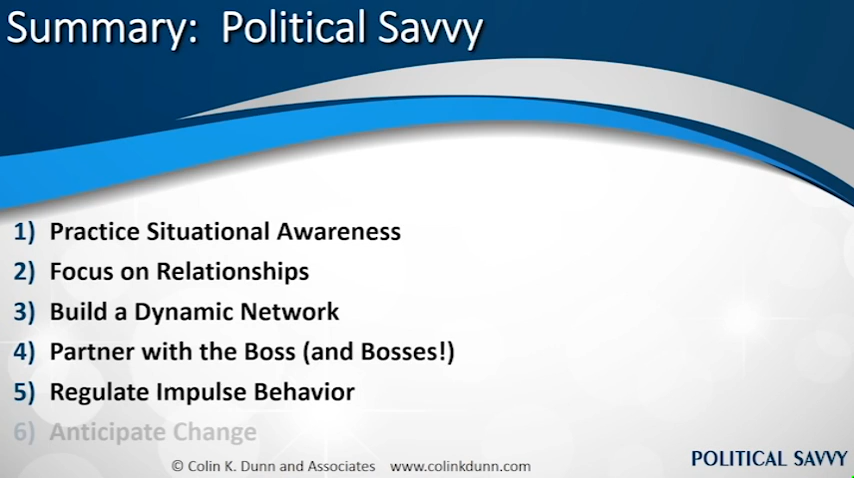 Summary: Political Savvy
1) Practice Situational Awareness
2) Focus on Relationships
3) Build a Dynamic Network
4) Partner with the Boss (and Bosses!)
5) Regulate Impulse Behavior
6) Anticipate Change
© Colin K. Dunn and Associates www.colinkdunn.com
POLITICAL SAVVY